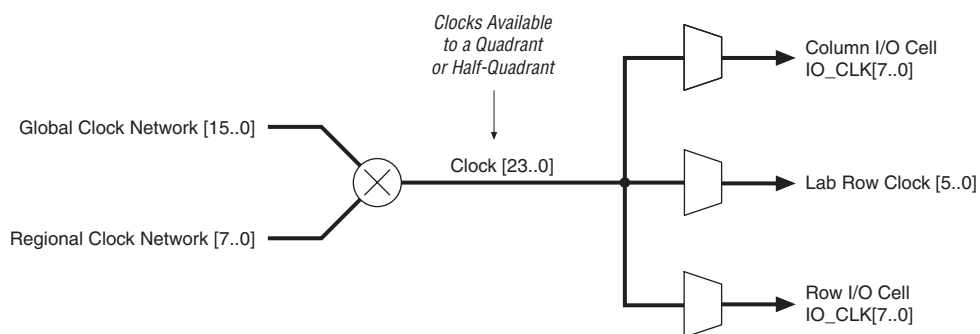 Clocks Available
to a Quadrant
or Half-Quadrant
Column I/O Cell
IO_CLK[7..0]
Global Clock Network [15..0]
Clock [23..0]
Lab Row Clock [5..0]
Regional Clock Network [7..0]
Row I/O Cell
IO_CLK[7..0]